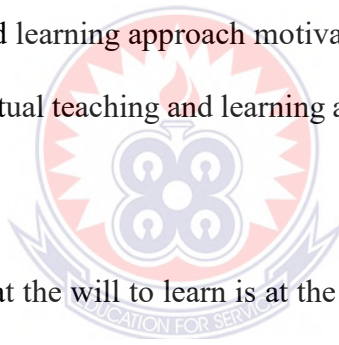 d learning approach motiva
tual teaching and learning a
at the will to learn is at the
EDUCATION FOR SERVICE